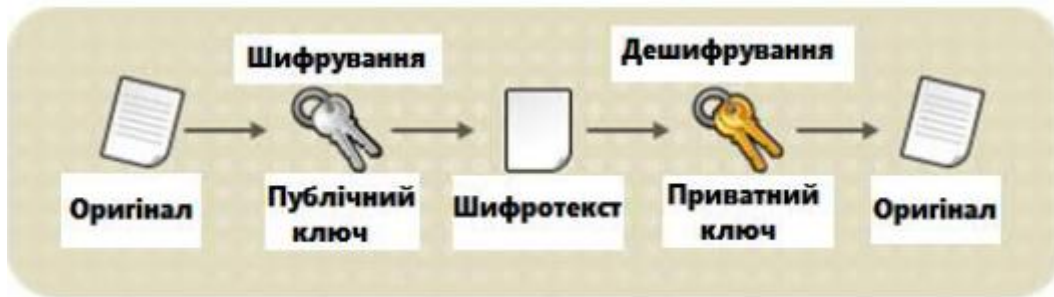 Шифрування
Дешифрування
Оригінал
Публічний
ключ
Шифротекст
Приватний
ключ
Оригінал